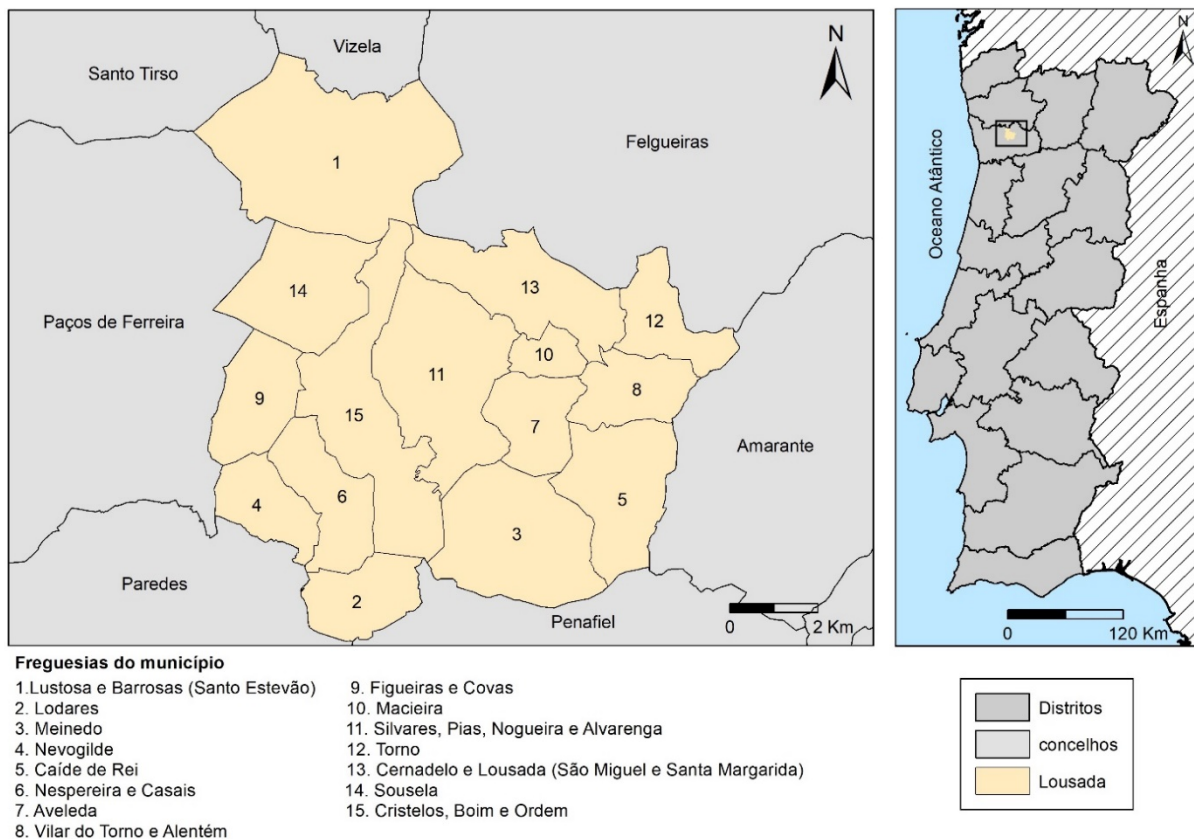 Vizela
N
Santo Tirso
Felgueiras
1
14
13
12
Paços de Ferreira
10
11
8
9
15
7
Amarante
4
6
5
3
Paredes
2
Penafiel
0 2 Km
N
Oceano Atlântico
Espanha
0 120 Km
Freguesias do município
1.Lustosa e Barrosas (Santo Estevão)
2. Lodares
3. Meinedo
4. Nevogilde
5. Caíde de Rei
6. Nespereira e Casais
7. Aveleda
8. Vilar do Torno e Alentém
9. Figueiras e Covas
10. Macieira
11. Silvares, Pias, Nogueira e Alvarenga
12. Torno
13. Cernadelo e Lousada (São Miguel e Santa Margarida)
14. Sousela
15. Cristelos, Boim e Ordem
Distritos
concelhos
Lousada